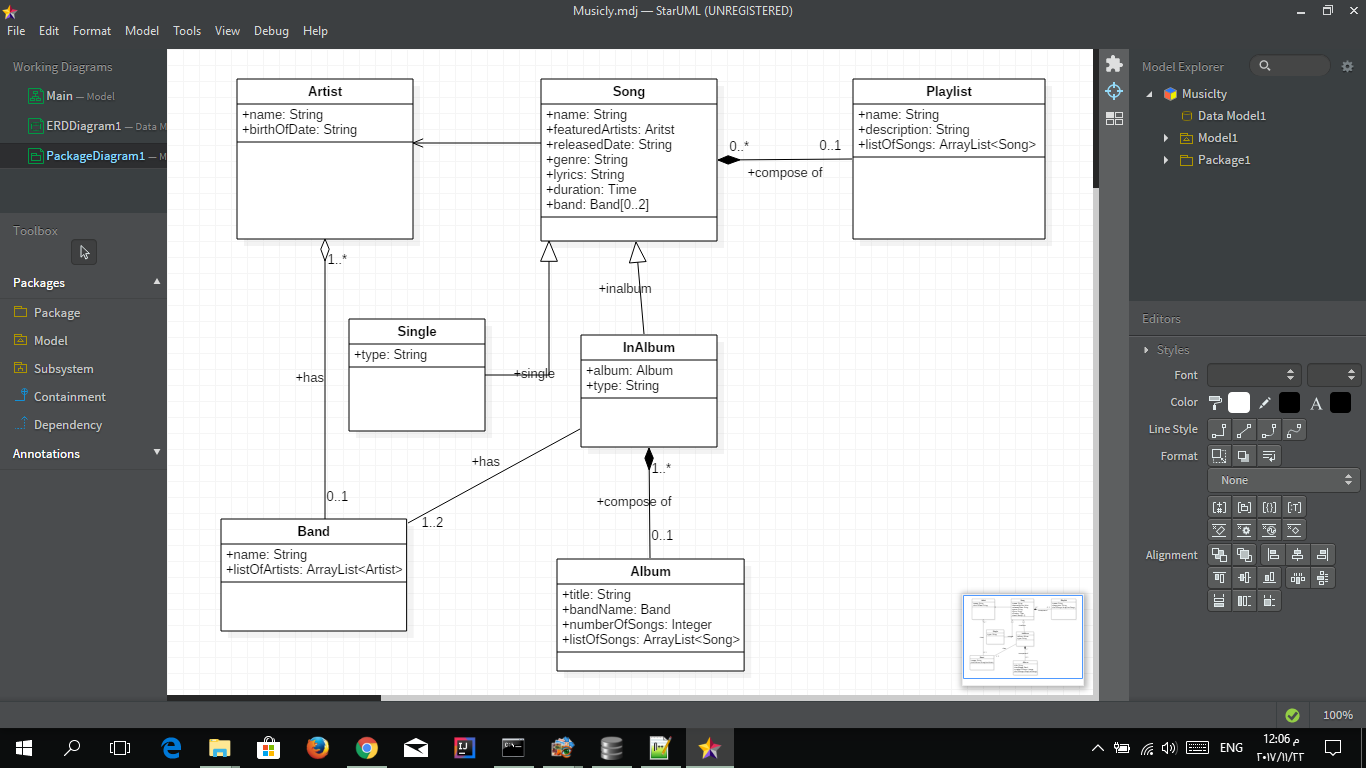 Musicly.mdj — StarUML (UNREGISTERED)
File Edit Format Model Tools View Debug Help
Working Diagrams
Main — Model
ERDDiagram1 — Data M
PackageDiagram1 — M
Toolbox
Packages
Package
Model
Subsystem
Containment
Dependency
Annotations
Artist
+name: String
+birthOfDate: String
Song
+name: String
+featuredArtists: Aritst
+releasedDate: String
+genre: String
+lyrics: String
+duration: Time
+band: Band[0..2]
Playlist
+name: String
+description: String
+listOfSongs: ArrayList<Song>
0..*
0..1
+compose of
1..*
+has
0..1
+inalbum
Single
+type: String
+single
InAlbum
+album: Album
+type: String
+has
1..2
1..*
+compose of
0..1
Band
+name: String
+listOfArtists: ArrayList<Artist>
Album
+title: String
+bandName: Band
+numberOfSongs: Integer
+listOfSongs: ArrayList<Song>
Model Explorer
Musiclty
Data Model1
Model1
Package1
Editors
Styles
Font
Color
A
Line Style
Format
None
Alignment
100%
ENG
12:06 م
٢٠١٧/١١/٢٣